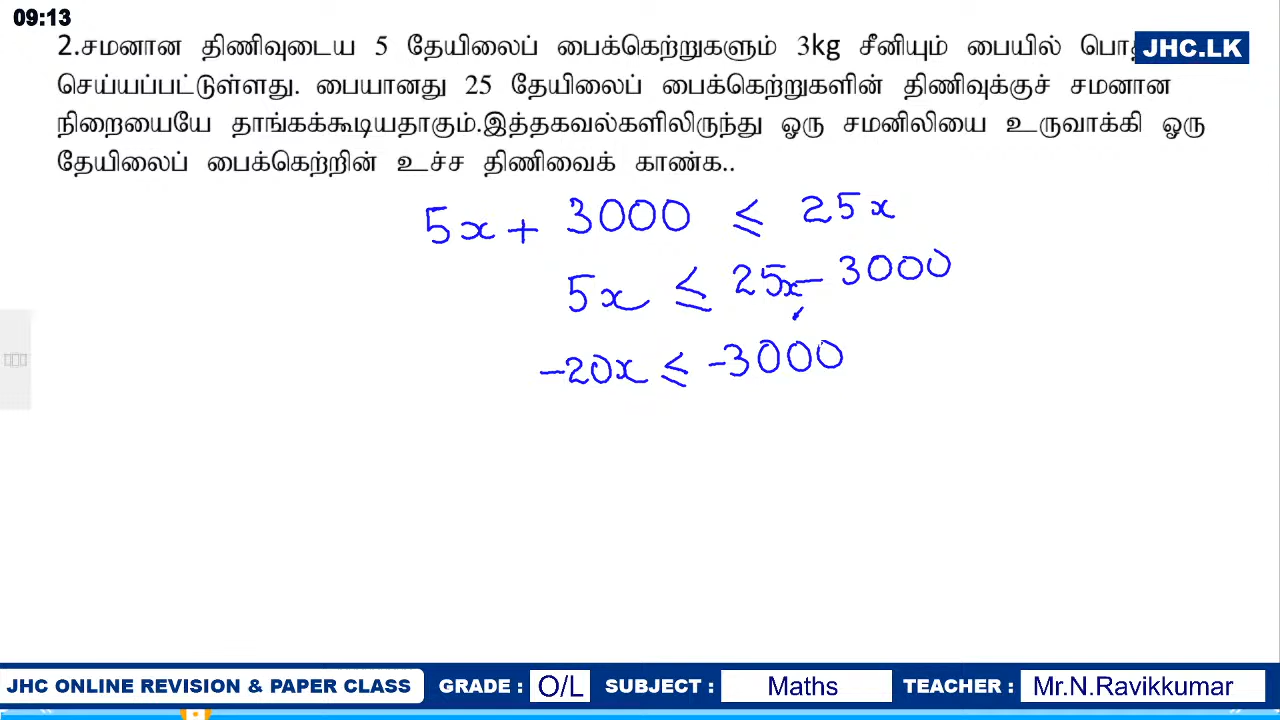 09:13
2.சமனான திணிவுடைய 5 தேயிலைப் பைக்கெற்றுகளும் 3kg சீனியும் பையில்
JHC.LK
செய்யப்பட்டுள்ளது. பையானது 25 தேயிலைப் பைக்கெற்றுகளின் திணிவுக்குச் சமனான
நிறையையே தாங்கக்கூடியதாகும்.இத்தகவல்களிலிருந்து ஓரு சமனிலியை உருவாக்கி ஓரு
தேயிலைப் பைக்கெற்றின் உச்ச திணிவைக் காண்க..
5x + 3000 ≤ 25x
5x ≤ 25x - 3000
-20x ≤ -3000
JHC ONLINE REVISION & PAPER CLASS GRADE : O/L SUBJECT : Maths TEACHER : Mr.N.Ravikkumar